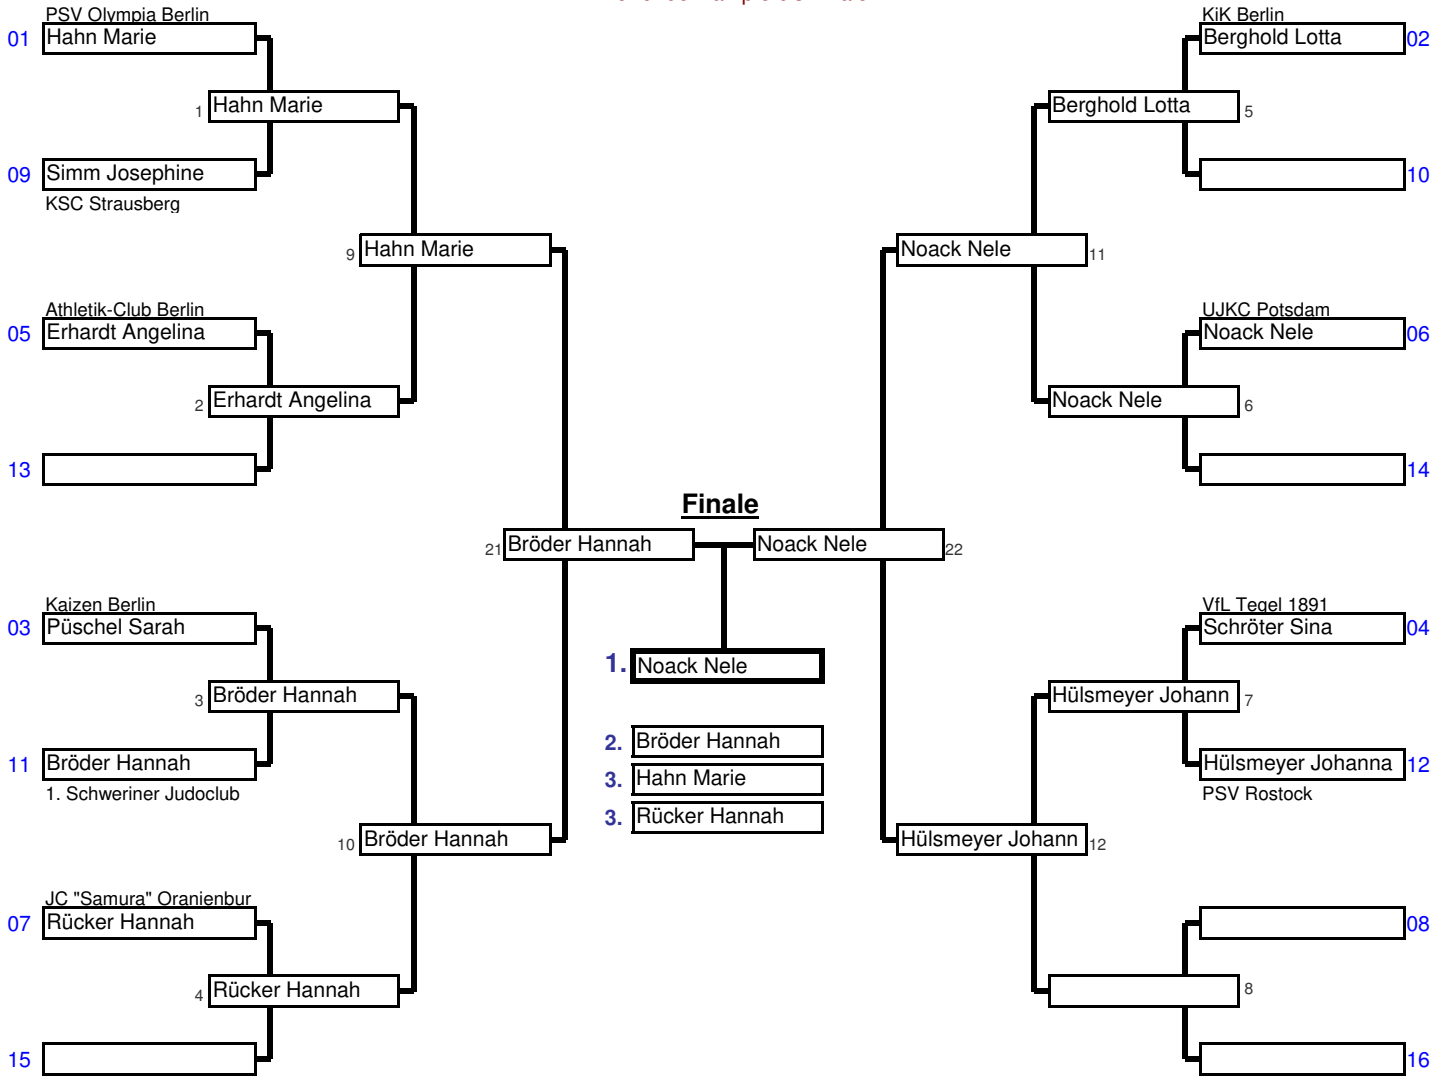 PSV Olympia Berlin
01 Hahn Marie
1 Hahn Marie
09 Simm Josephine
KSC Strausberg
9 Hahn Marie
Athletik-Club Berlin
05 Erhardt Angelina
2 Erhardt Angelina
13
21 Bröder Hannah
Kaizen Berlin
03 Püschel Sarah
3 Bröder Hannah
11 Bröder Hannah
1. Schweriner Judoclub
10 Bröder Hannah
JC "Samura" Oranienbur
07 Rücker Hannah
4 Rücker Hannah
15
Finale
1. Noack Nele
2. Bröder Hannah
3. Hahn Marie
3. Rücker Hannah
KiK Berlin
Berghold Lotta 02
Berghold Lotta 5
10
Noack Nele 11
UJKC Potsdam
Noack Nele 06
Noack Nele 6
14
Noack Nele 22
VfL Tegel 1891
Schröter Sina 04
Hülsmeyer Johann 7
Hülsmeyer Johanna 12
PSV Rostock
Hülsmeyer Johann 12
08
8
16